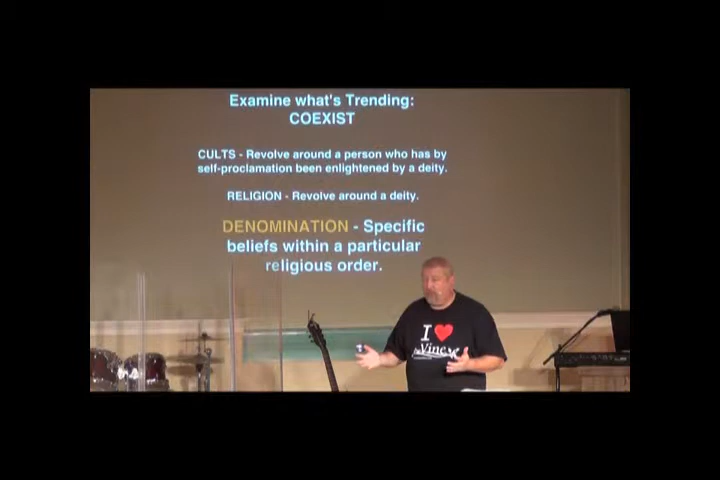 Examine what's Trending:
COEXIST
CULTS - Revolve around a person who has by
self-proclamation been enlightened by a deity.
RELIGION - Revolve around a deity.
DENOMINATION - Specific
beliefs within a particular
religious order.
I
Vine